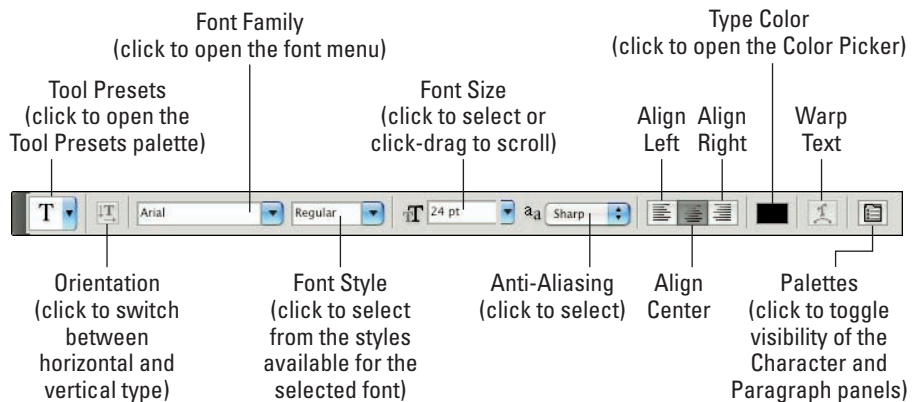 Font Family
(click to open the font menu)
Type Color
(click to open the Color Picker)
Tool Presets
(click to open the
Tool Presets palette)
Font Size
(click to select or
click-drag to scroll)
Align
Left
Align
Right
Warp
Text
T
T
Arial
Regular
TT
24 pt
aa
Sharp
T
Orientation
(click to switch
between
horizontal and
vertical type)
Font Style
(click to select
from the styles
available for the
selected font)
Anti-Aliasing
(click to select)
Align
Center
Palettes
(click to toggle
visibility of the
Character and
Paragraph panels)